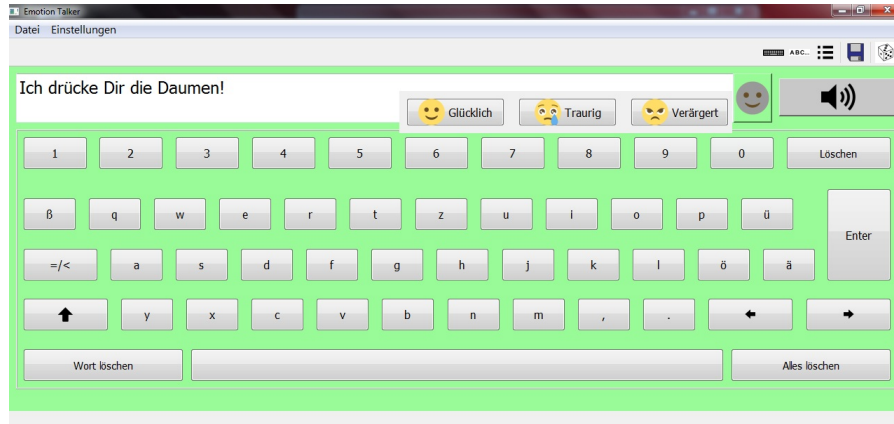 Emotion Talker
Datei Einstellungen
ABC...
Ich drücke Dir die Daumen!
Glücklich Traurig Verärgert
1 2 3 4 5 6 7 8 9 0 Löschen
ß q w e r t z u i o p ü
Enter
=/< a s d f g h j k l ö ä
y x c v b n m , .
Wort löschen Alles löschen